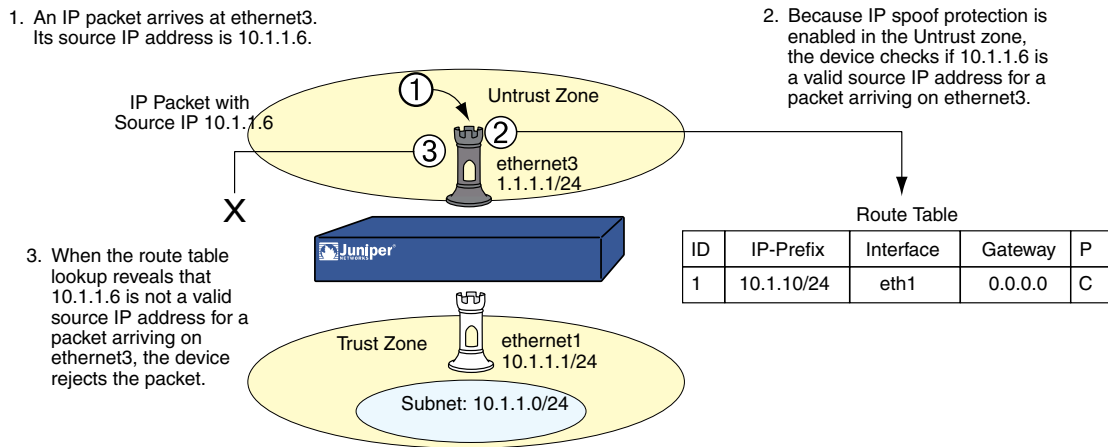 1. An IP packet arrives at ethernet3.
Its source IP address is 10.1.1.6.
2. Because IP spoof protection is
enabled in the Untrust zone,
the device checks if 10.1.1.6 is
a valid source IP address for a
packet arriving on ethernet3.
IP Packet with
Source IP 10.1.1.6
1
Untrust Zone
2
3
ethernet3
1.1.1.1/24
X
Juniper
NETWORKS
3. When the route table
lookup reveals that
10.1.1.6 is not a valid
source IP address for a
packet arriving on
ethernet3, the device
rejects the packet.
Route Table
ID IP-Prefix Interface Gateway P
1 10.1.10/24 eth1 0.0.0.0 C
Trust Zone
ethernet1
10.1.1.1/24
Subnet: 10.1.1.0/24